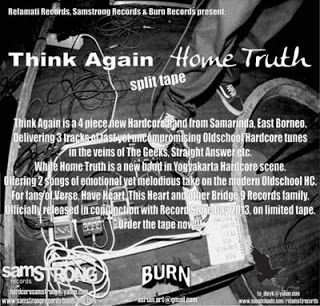 Relamati Records, Samstrong Records & Burn Records present:
Think Again Home Truth
split tape
Think Again is a 4 piece new Hardcore band from Samarinda, East Borneo.
Delivering 3 tracks of fast yet uncompromising Oldschool Hardcore tunes
in the veins of The Geeks, Straight Answer etc.
While Home Truth is a new band in Yogyakarta Hardcore scene.
Offering 2 songs of emotional yet melodious take on the modern Oldschool HC.
For fans of Verse, Have Heart, This Heart and other Bridge 9 Records family.
Officially released in conjunction with Record Store Day 2013, on limited tape.
Order the tape now!!!
samSTRONG
records
BURN